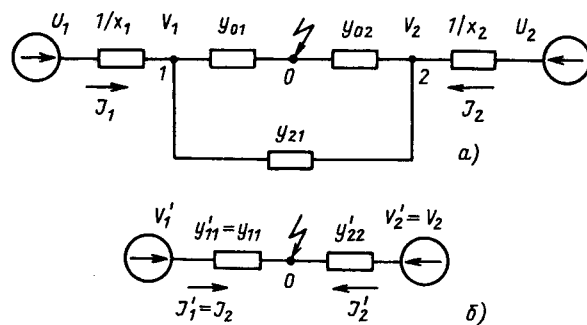 U₁ 1/x₁ V₁ y₀₁ y₀₂ V₂ 1/x₂ U₂
1 0 2
J₁ J₂
y₂₁
а)
V₁' y₁₁'=y₁₁ y₂₂' V₂'=V₂
0
J₁'=J₂ J₂'
б)